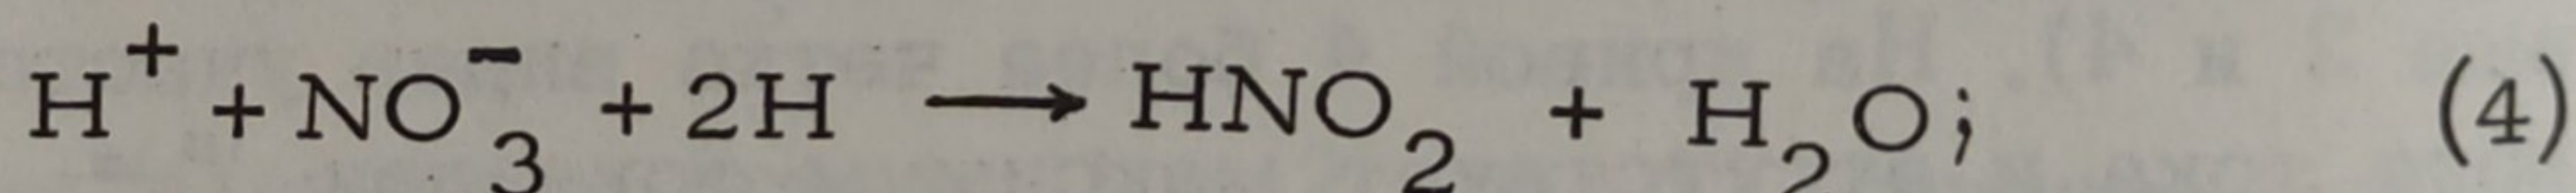 H⁺ + NO₃⁻ + 2H ⟶ HNO₂ + H₂O; (4)